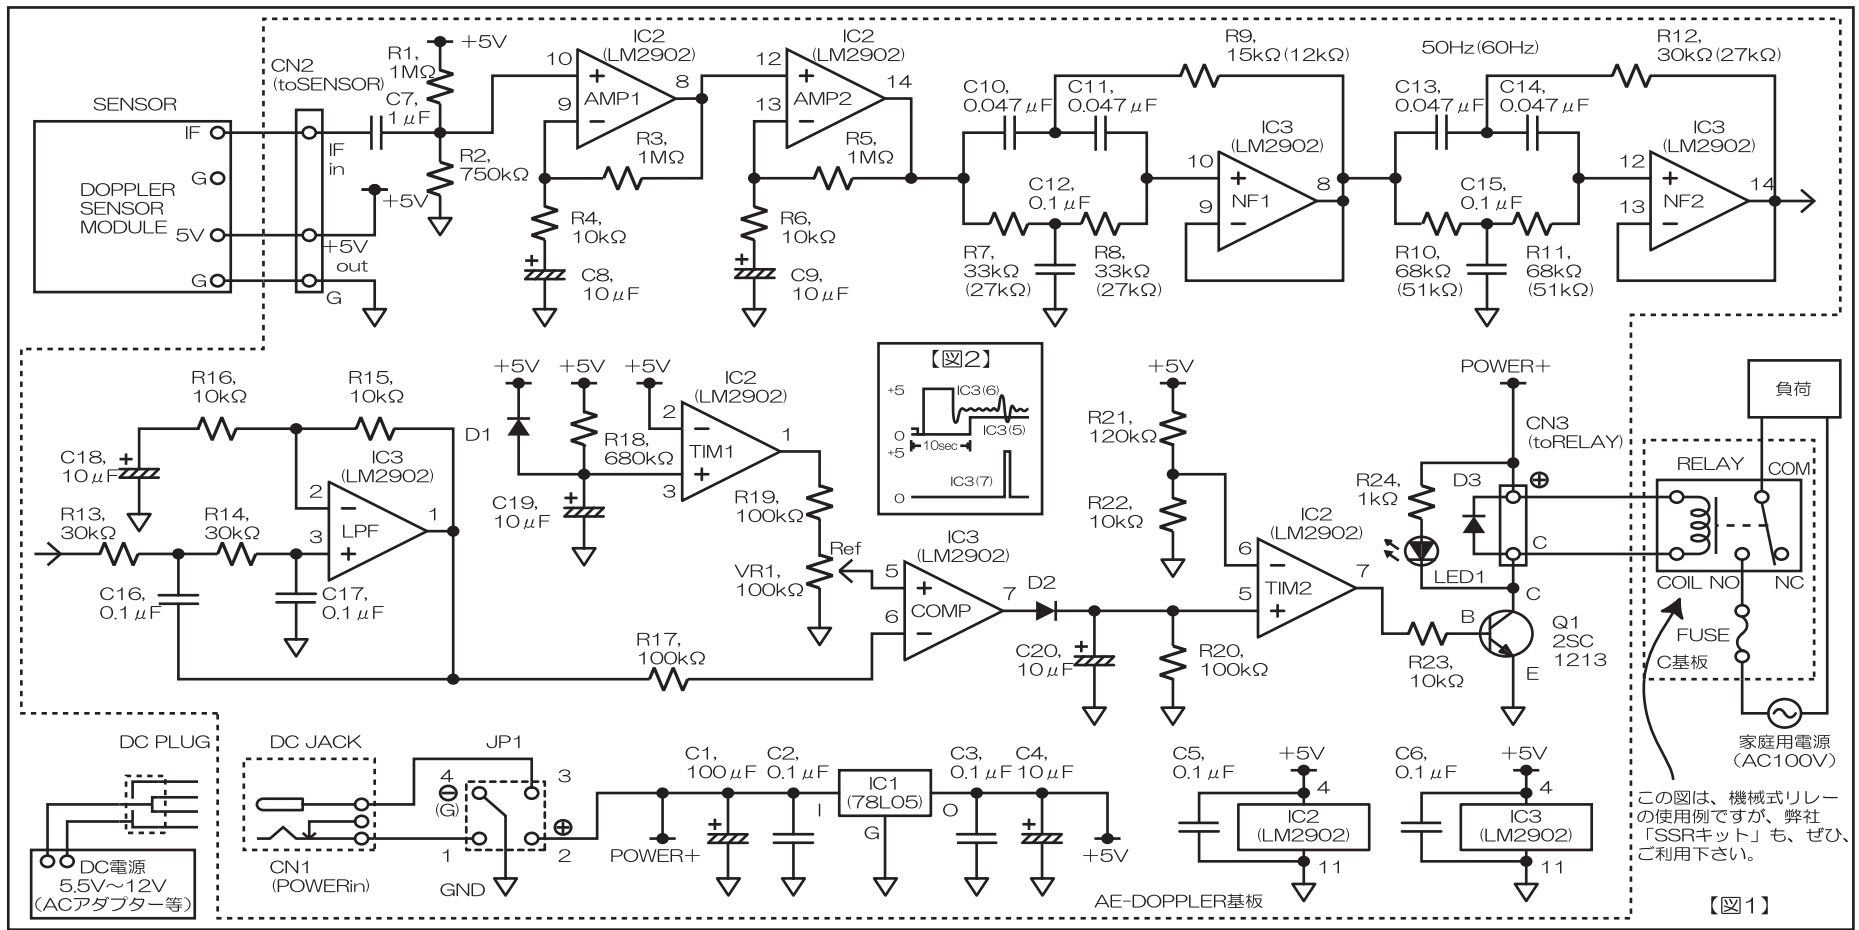 SENSOR
DOPPLER
SENSOR
MODULE
IF
G
5V
G
CN2
(toSENSOR)
IF
in
+5V
+5V
out
G
C7,
1μF
R1,
1MΩ
+5V
R2,
750kΩ
10
9
8
IC2
(LM2902)
+
AMP1
−
R3,
1MΩ
R4,
10kΩ
+
C8,
10μF
12
13
14
IC2
(LM2902)
+
AMP2
−
R5,
1MΩ
R6,
10kΩ
+
C9,
10μF
C10,
0.047μF
C11,
0.047μF
R9,
15kΩ(12kΩ)
C12,
0.1μF
R7,
33kΩ
(27kΩ)
R8,
33kΩ
(27kΩ)
IC3
(LM2902)
10
9
8
+
NF1
−
50Hz(60Hz)
C13,
0.047μF
C14,
0.047μF
R12,
30kΩ(27kΩ)
C15,
0.1μF
R10,
68kΩ
(51kΩ)
R11,
68kΩ
(51kΩ)
IC3
(LM2902)
12
13
14
+
NF2
−
R16,
10kΩ
R15,
10kΩ
C18,
10μF
+
IC3
(LM2902)
2
3
1
−
LPF
+
R13,
30kΩ
R14,
30kΩ
C16,
0.1μF
C17,
0.1μF
R17,
100kΩ
+5V
+5V
+5V
D1
R18,
680kΩ
C19,
10μF
+
IC2
(LM2902)
2
3
1
−
TIM1
+
R19,
100kΩ
VR1,
100kΩ
Ref
【図2】
+5
0
IC3(6)
IC3(5)
10sec
+5
0
IC3(7)
IC3
(LM2902)
5
6
7
+
COMP
−
D2
C20,
10μF
+
R20,
100kΩ
+5V
R21,
120kΩ
R22,
10kΩ
IC2
(LM2902)
6
5
7
−
TIM2
+
R23,
10kΩ
POWER+
CN3
(toRELAY)
R24,
1kΩ
D3
⊕
C
LED1
C
B
E
Q1
2SC
1213
負荷
RELAY
COM
COIL
NO
NC
FUSE
C基板
家庭用電源
(AC100V)
この図は、機械式リレー
の使用例ですが、弊社
「SSRキット」も、ぜひ、
ご利用下さい。
DC PLUG
DC電源
5.5V～12V
(ACアダプター等)
DC JACK
CN1
(POWERin)
JP1
4
⊖
(G)
3
1
⊕
2
GND
POWER+
C1,
100μF
+
C2,
0.1μF
I
IC1
(78L05)
G
O
C3,
0.1μF
C4,
10μF
+
+5V
C5,
0.1μF
+5V
4
IC2
(LM2902)
11
C6,
0.1μF
+5V
4
IC3
(LM2902)
11
AE-DOPPLER基板
【図1】